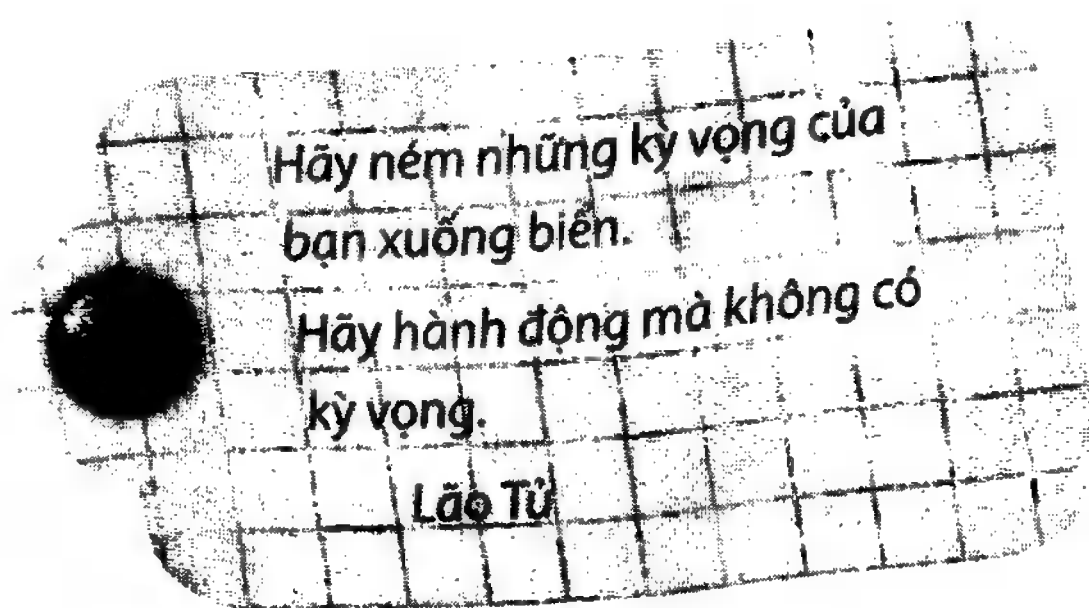 Hãy ném những kỳ vọng của
bạn xuống biển.
Hãy hành động mà không có
kỳ vọng.
Lão Tử